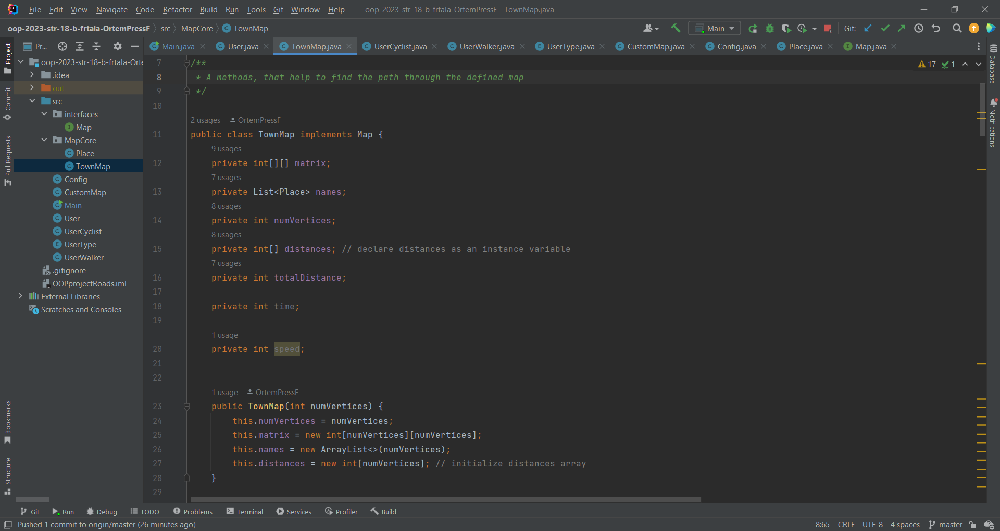 File Edit View Navigate Code Refactor Build Run Tools Git Window Help oop-2023-str-18-b-frtala-OrtemPressF - TownMap.java
oop-2023-str-18-b-frtala-OrtemPressF src MapCore TownMap Main Git:
Pr... Main.java User.java TownMap.java UserCyclist.java UserWalker.java UserType.java CustomMap.java Config.java Place.java Map.java
Project
Commit
Pull Requests
Bookmarks
Structure
oop-2023-str-18-b-frtala-Orte
.idea
out
src
interfaces
Map
MapCore
Place
TownMap
Config
CustomMap
Main
User
UserCyclist
UserType
UserWalker
.gitignore
OOPprojectRoads.iml
External Libraries
Scratches and Consoles
7 /**
8 * A methods, that help to find the path through the defined map
9 */
10
2 usages OrtemPressF
11 public class TownMap implements Map {
9 usages
12 private int[][] matrix;
7 usages
13 private List<Place> names;
8 usages
14 private int numVertices;
8 usages
15 private int[] distances; // declare distances as an instance variable
7 usages
16 private int totalDistance;
17
18 private int time;
19
1 usage
20 private int speed;
21
22
1 usage OrtemPressF
23 public TownMap(int numVertices) {
24 this.numVertices = numVertices;
25 this.matrix = new int[numVertices][numVertices];
26 this.names = new ArrayList<>(numVertices);
27 this.distances = new int[numVertices]; // initialize distances array
28 }
29
17 1
Database
Notifications
Git Run Debug TODO Problems Terminal Services Profiler Build
Pushed 1 commit to origin/master (26 minutes ago) 8:65 CRLF UTF-8 4 spaces master